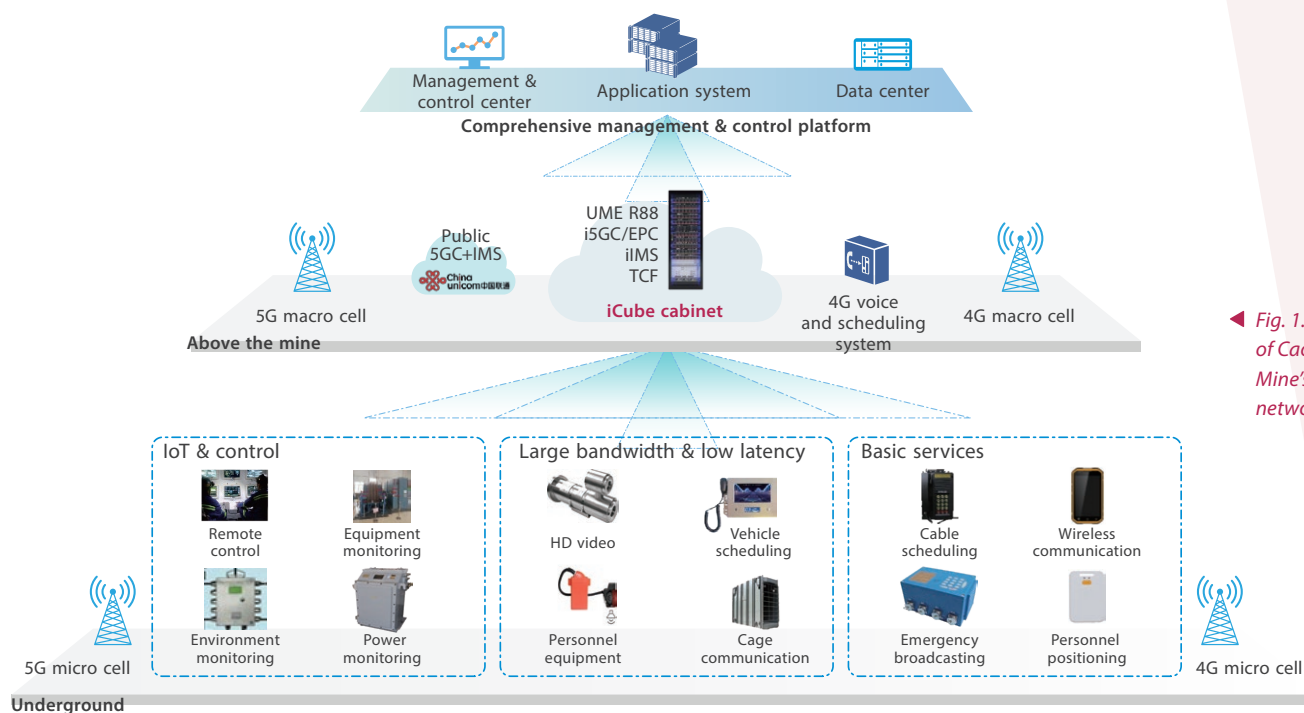 Management &
control center
Application system
Data center
Comprehensive management & control platform
UME R88
i5GC/EPC
iIMS
TCF
iCube cabinet
Public
5GC+IMS
China
unicom中国联通
5G macro cell
4G voice
and scheduling
system
4G macro cell
Above the mine
Fig. 1.
of Cao
Mine's
netwo
IoT & control
Remote
control
Equipment
monitoring
Environment
monitoring
Power
monitoring
Large bandwidth & low latency
HD video
Vehicle
scheduling
Personnel
equipment
Cage
communication
Basic services
Cable
scheduling
Wireless
communication
Emergency
broadcasting
Personnel
positioning
5G micro cell
4G micro cell
Underground